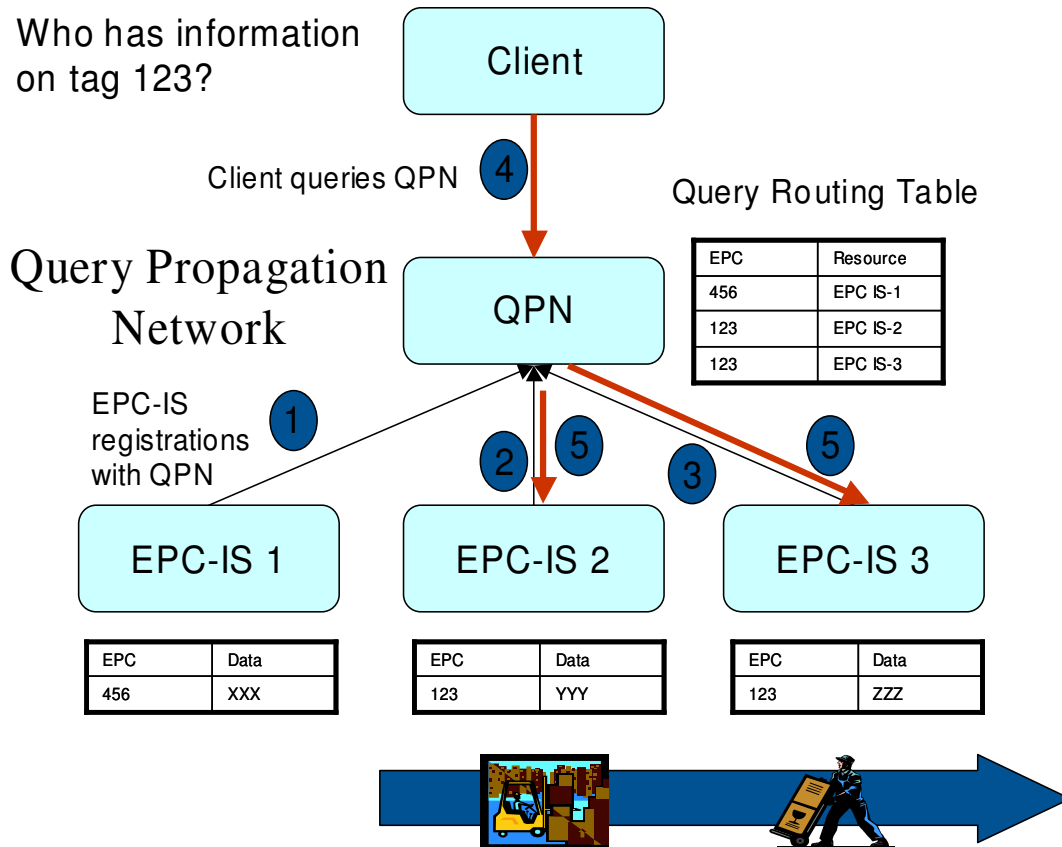 Who has information
on tag 123?
Client
Client queries QPN
4
Query Routing Table
Query Propagation
Network
QPN
EPC Resource
456 EPC IS-1
123 EPC IS-2
123 EPC IS-3
EPC-IS
registrations
with QPN
1
2
5
3
5
EPC-IS 1
EPC-IS 2
EPC-IS 3
EPC Data
456 XXX
EPC Data
123 YYY
EPC Data
123 ZZZ